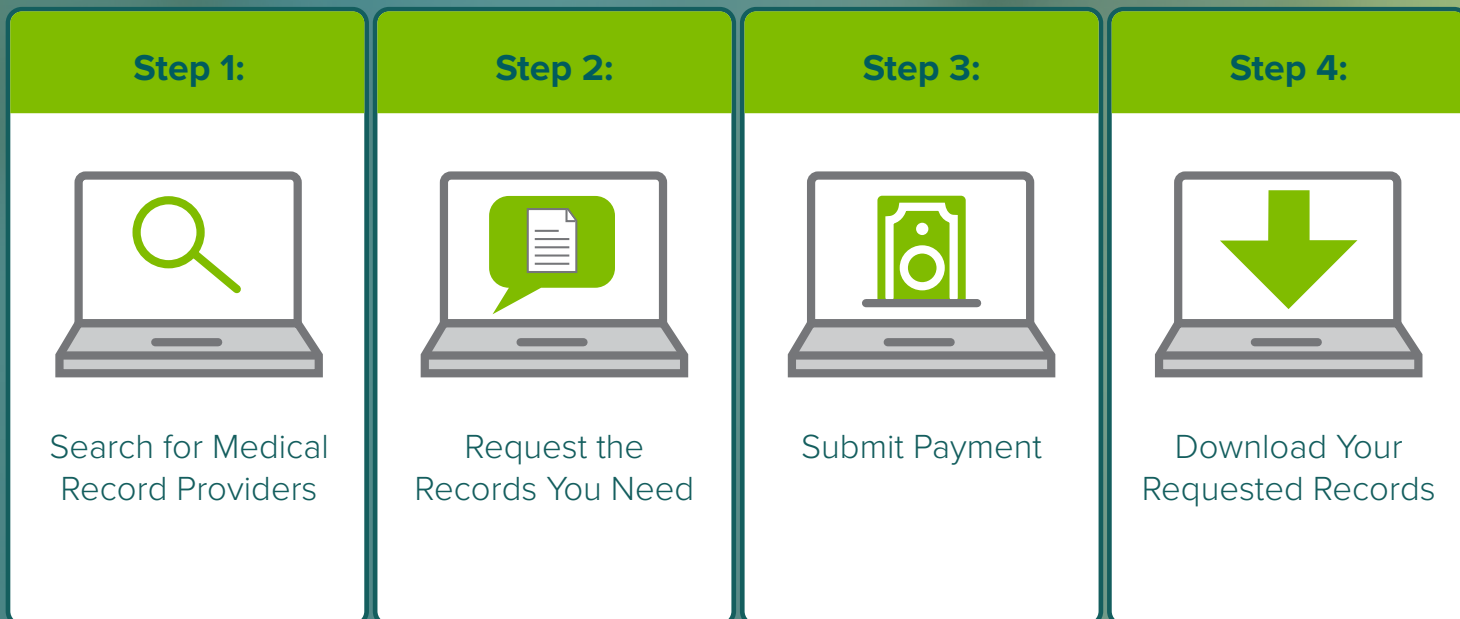 Step 1:
Search for Medical
Record Providers
Step 2:
Request the
Records You Need
Step 3:
Submit Payment
Step 4:
Download Your
Requested Records